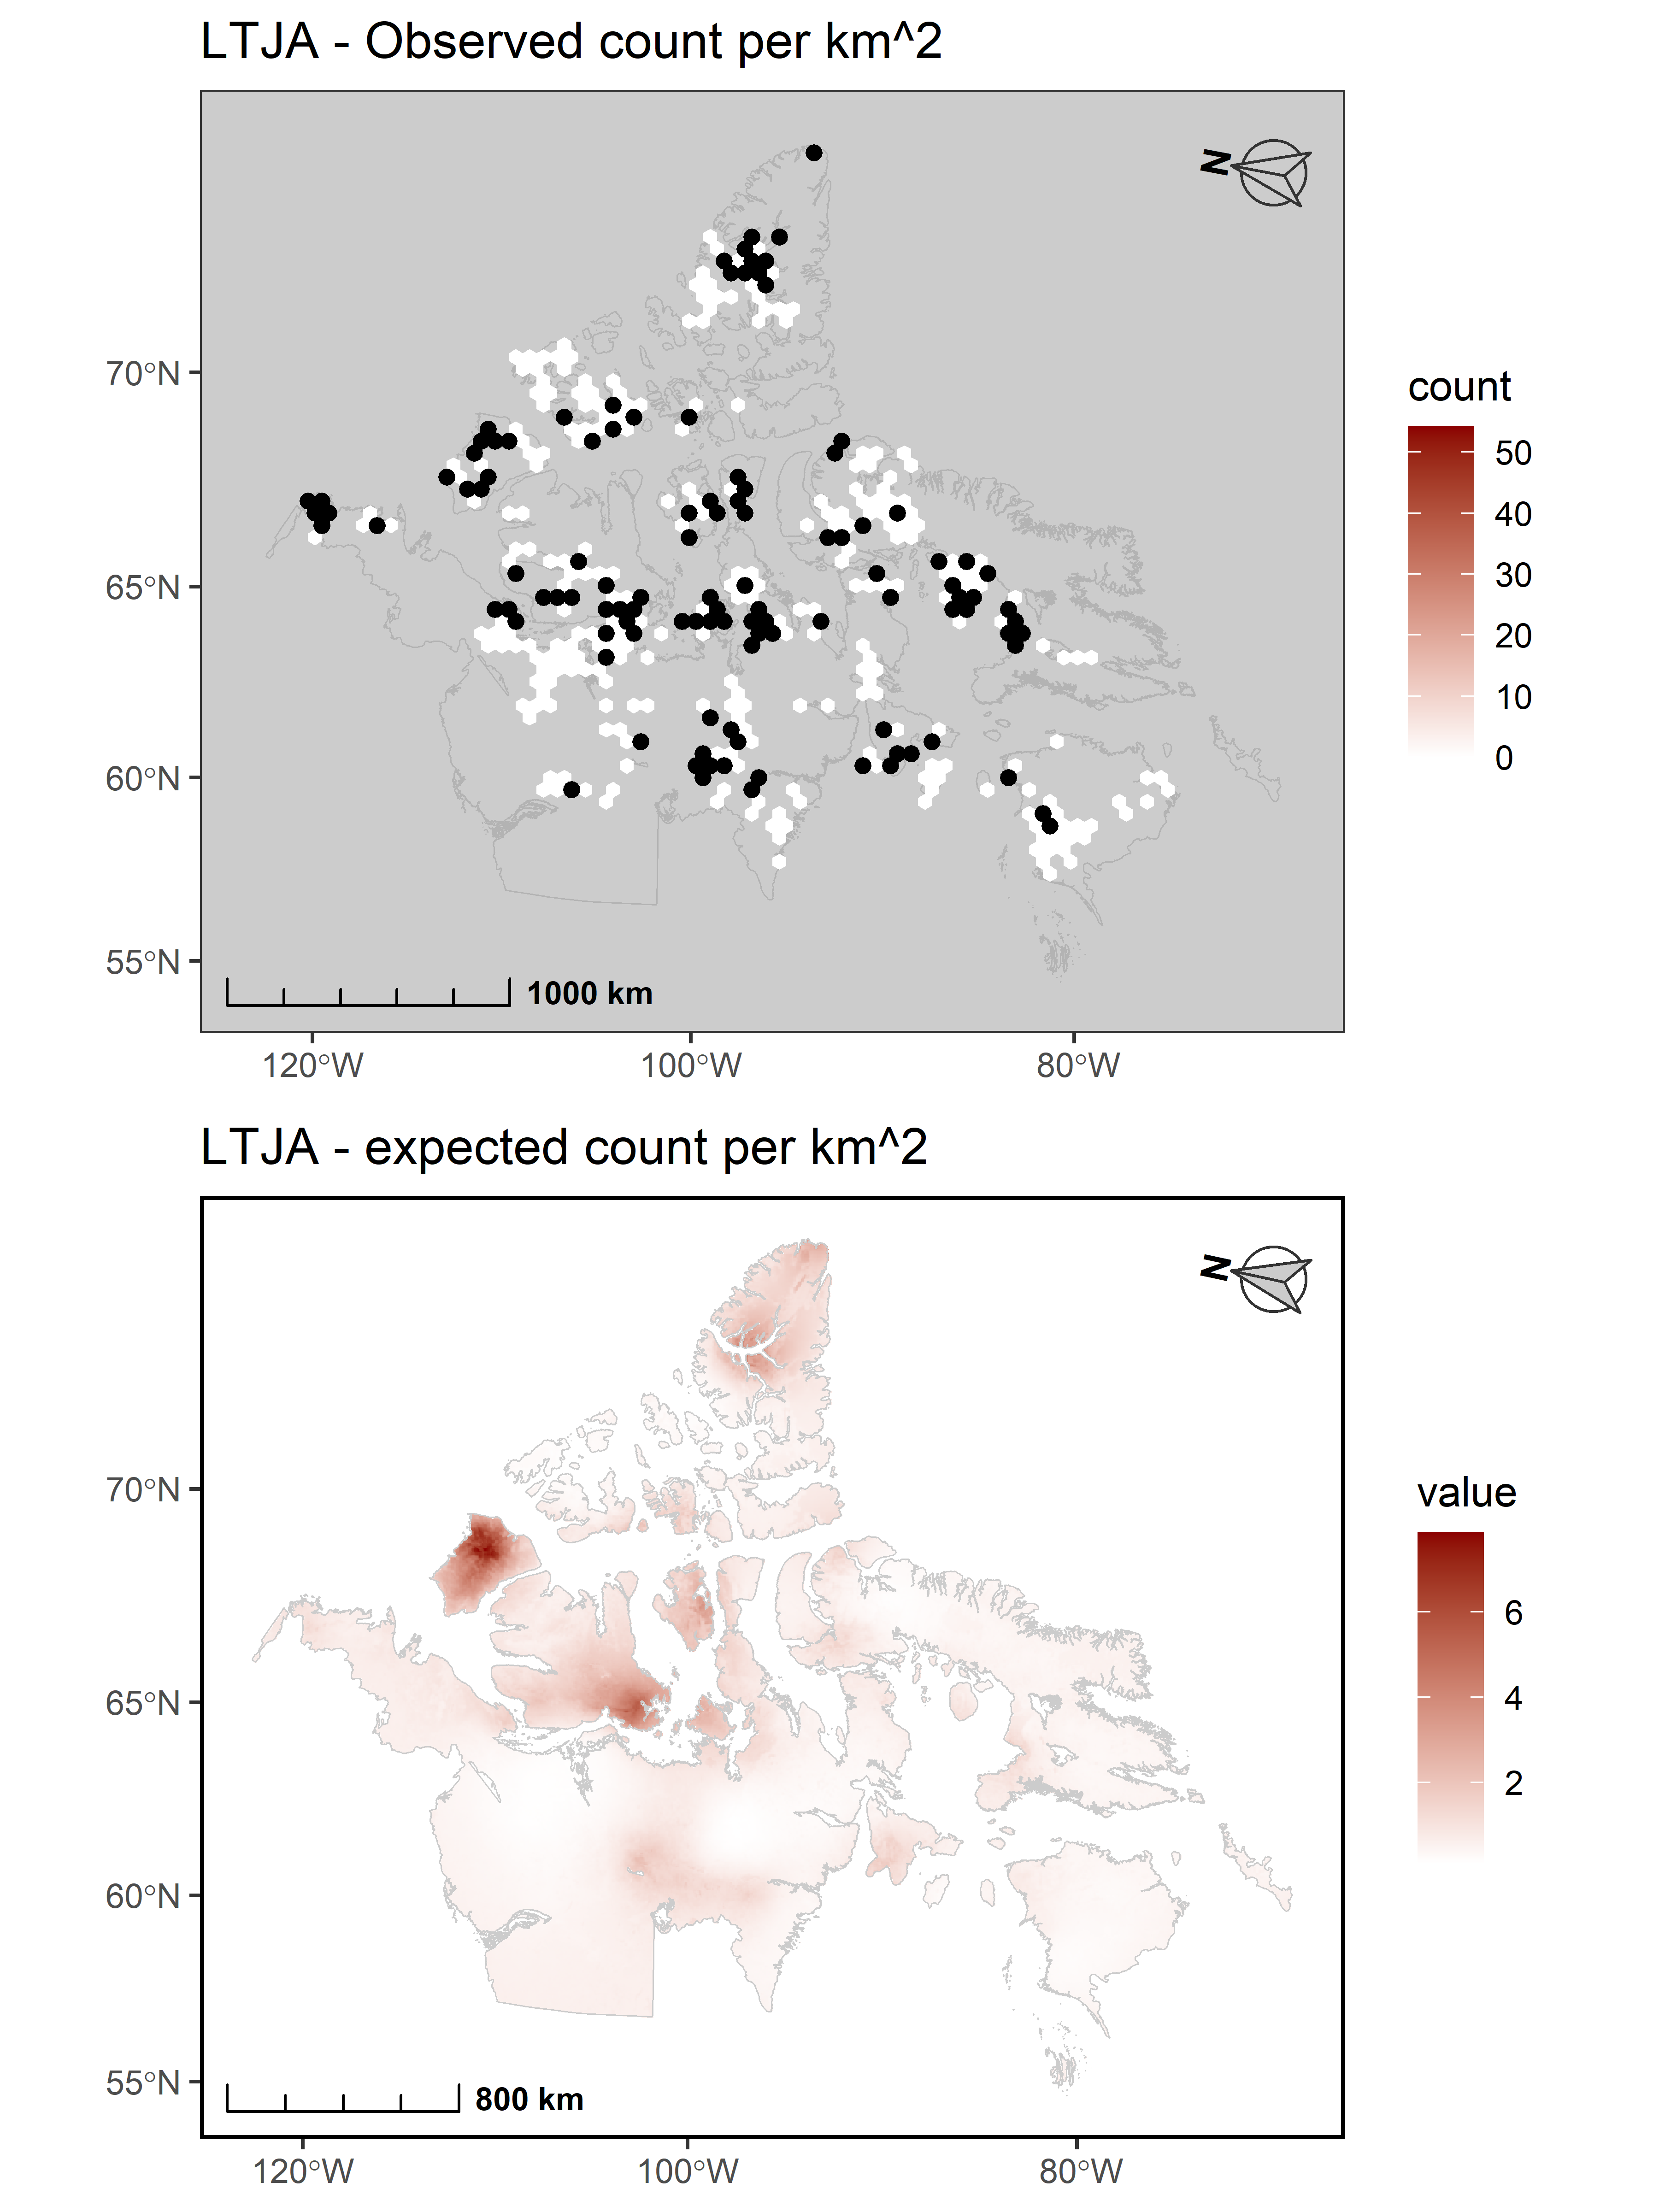 LTJA - Observed count per km^2
N
70°N
65°N
60°N
55°N
1000 km
120°W 100°W 80°W
count
50
40
30
20
10
0
LTJA - expected count per km^2
N
70°N
65°N
60°N
55°N
800 km
120°W 100°W 80°W
value
6
4
2